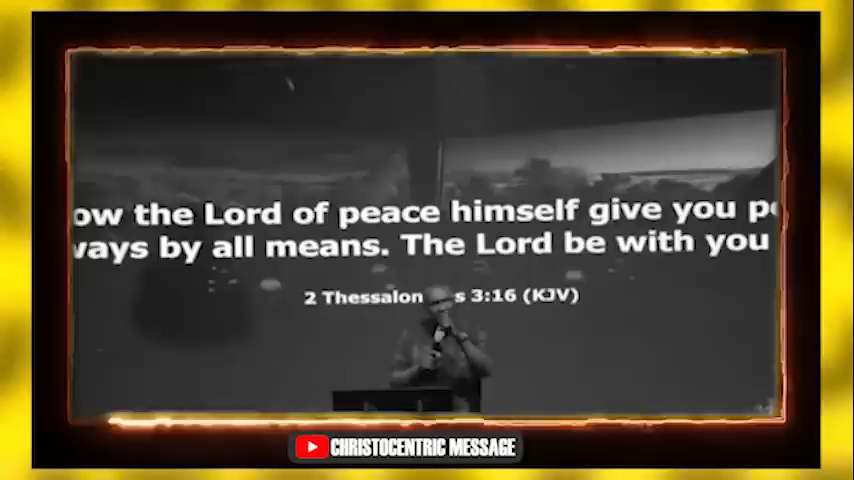 ow the Lord of peace himself give you
ways by all means. The Lord be with you
2 Thessalon s 3:16 (KJV)
CHRISTOCENTRIC MESSAGE